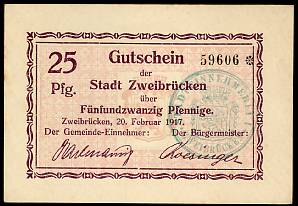 25 Pfg.
Gutschein 59606 *
der
Stadt Zweibrücken
über
Fünfundzwanzig Pfennige.
Zweibrücken, 20. Februar 1917.
Der Gemeinde-Einnehmer: Der Bürgermeister: